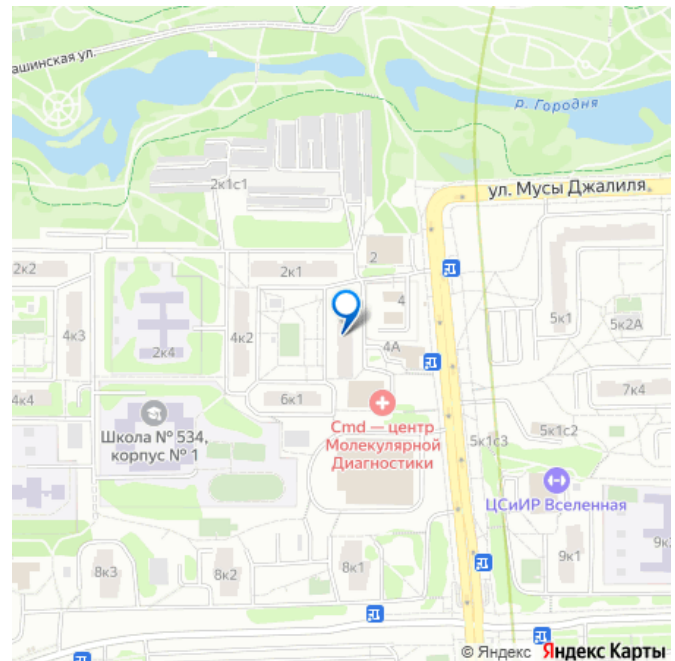 ашинская ул.
р. Городня
2к1с1
ул. Мусы Джалиля
2
2к2
2к1
4
5к1
5к2А
4к3
2к4
4к2
4А
7к4
4к4
6к1
Школа № 534,
корпус № 1
Cmd — центр
Молекулярной
Диагностики
5к1с3
5к1с2
ЦСиИР Вселенная
8к3
8к2
8к1
9к1
9к
© Яндекс Яндекс Карты